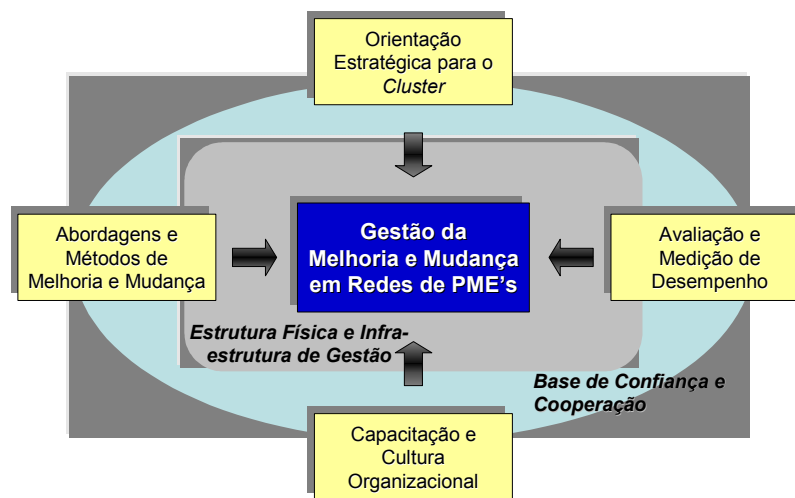 Orientação
Estratégica para o
Cluster
Abordagens e
Métodos de
Melhoria e Mudança
Gestão da
Melhoria e Mudança
em Redes de PME's
Avaliação e
Medição de
Desempenho
Estrutura Física e Infra-
estrutura de Gestão
Base de Confiança e
Cooperação
Capacitação e
Cultura
Organizacional